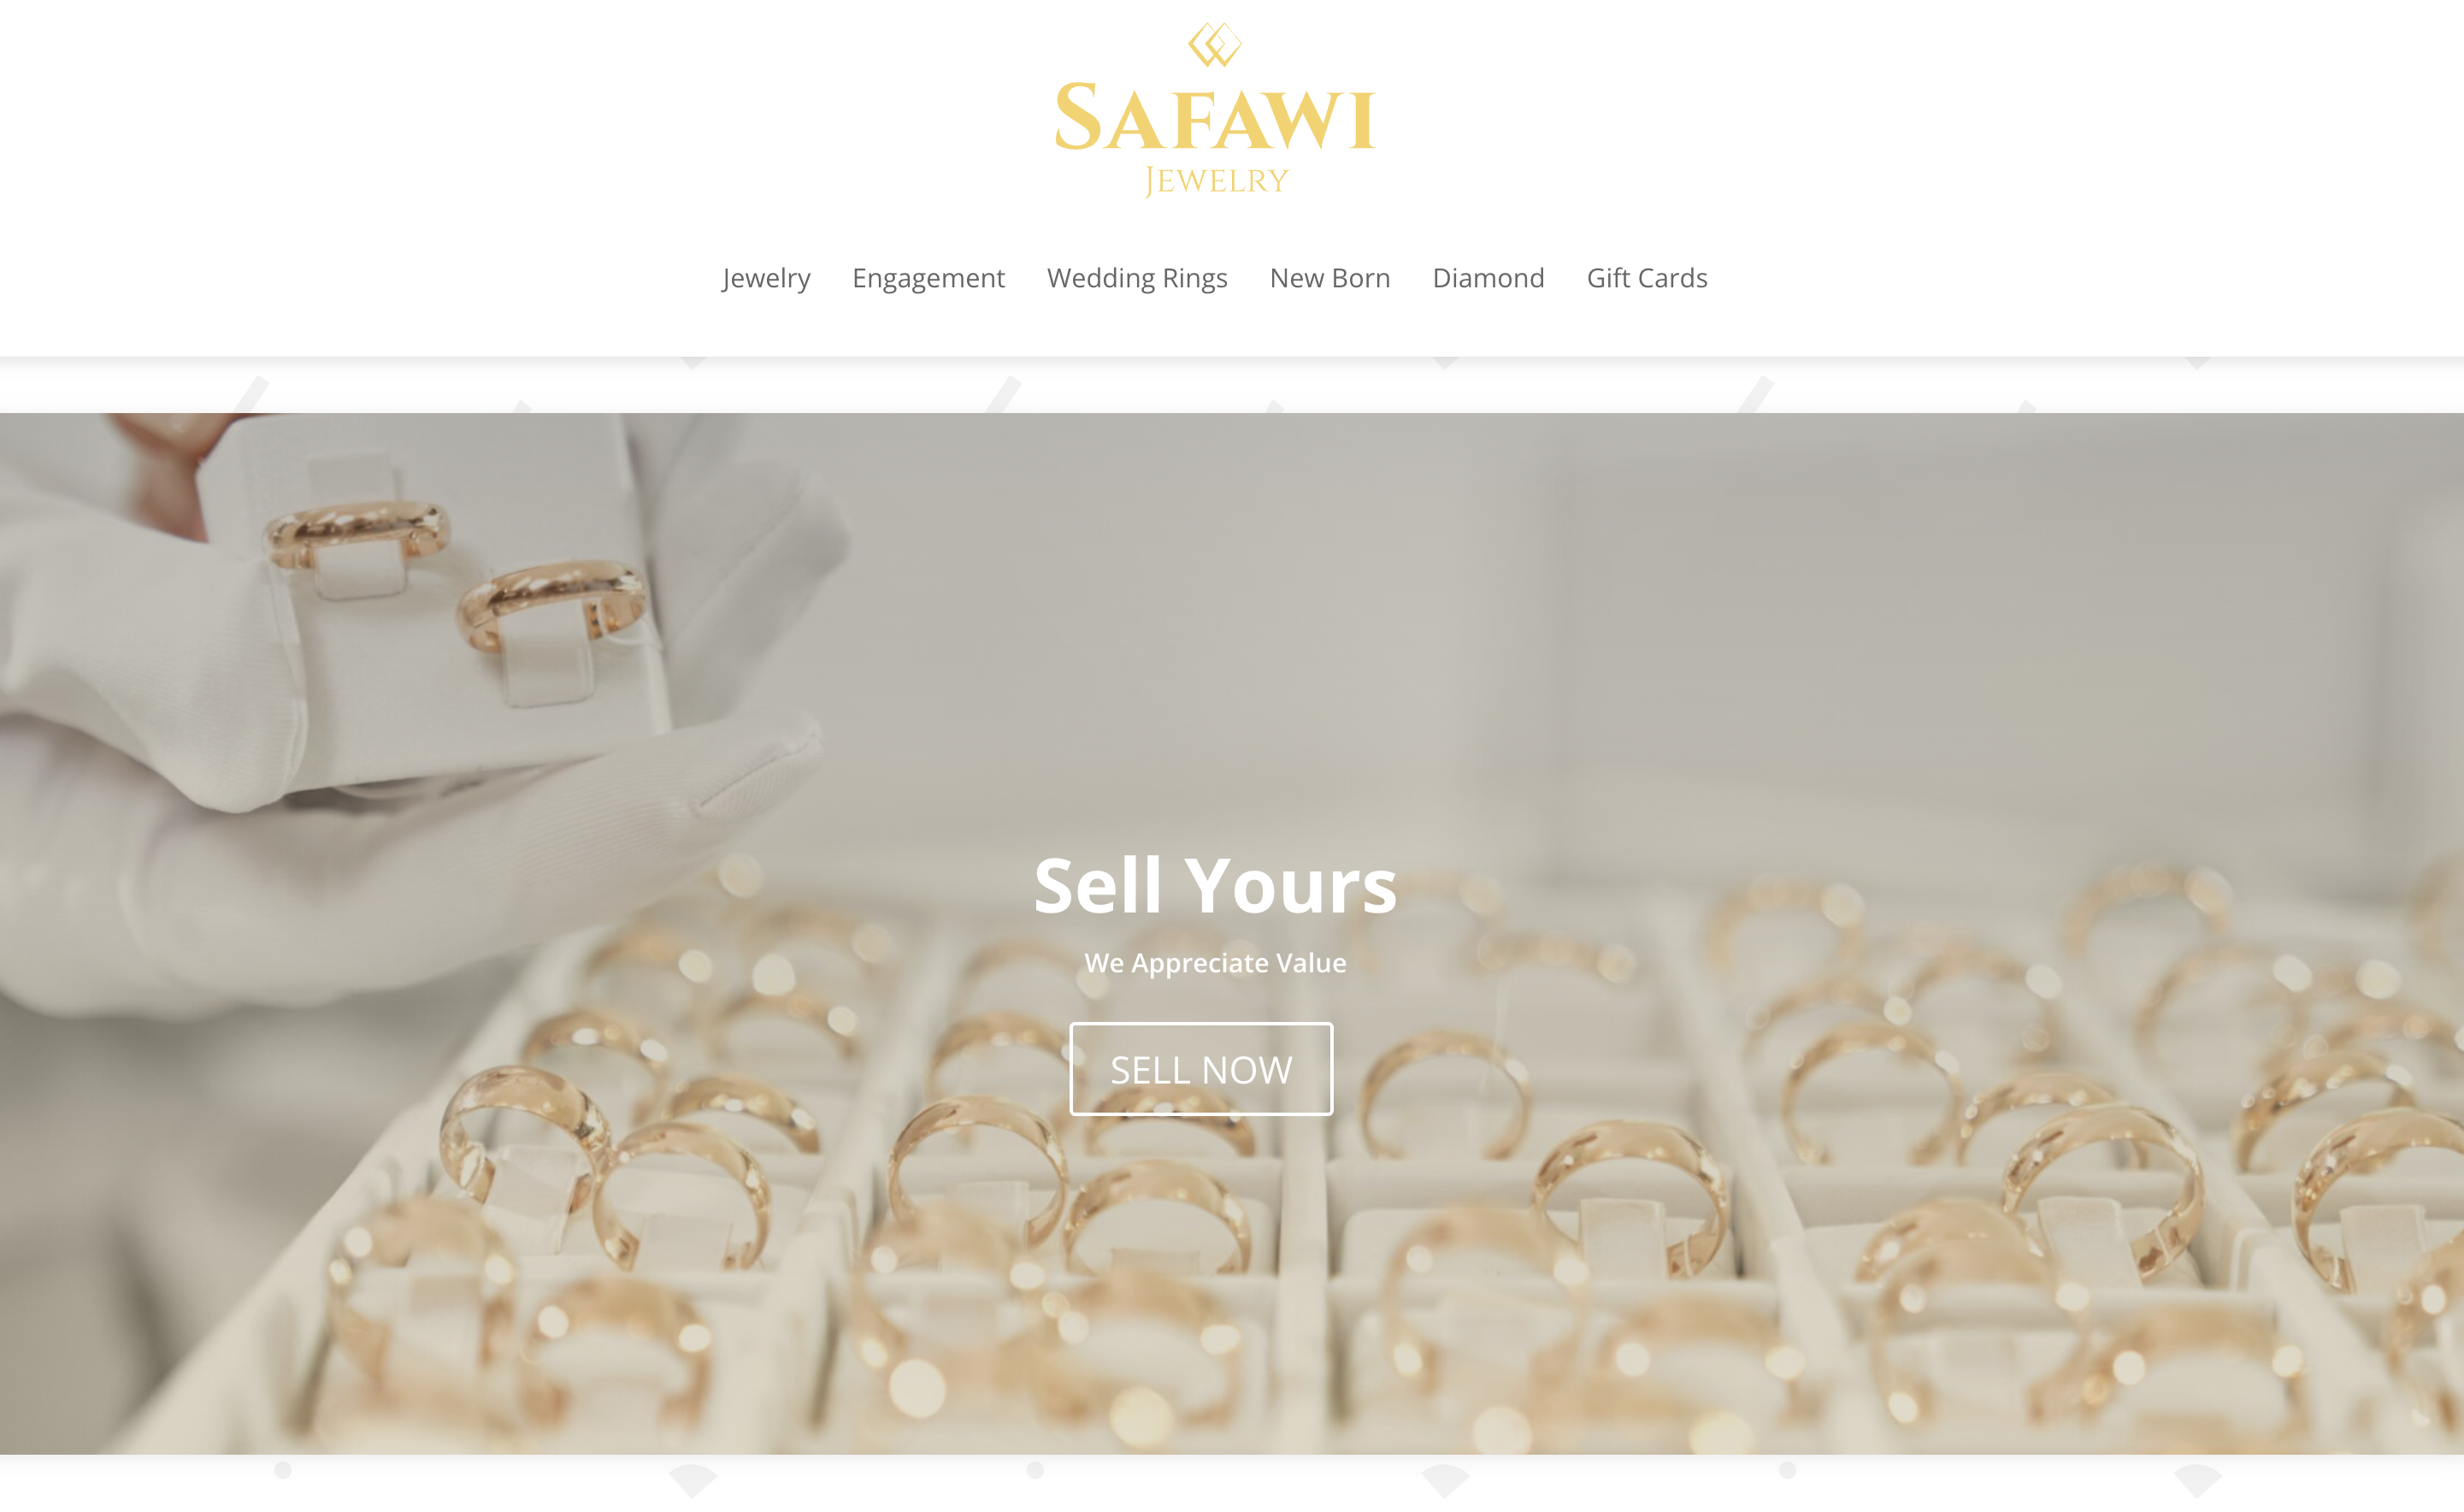 SAFAWI
JEWELRY
Jewelry Engagement Wedding Rings New Born Diamond Gift Cards
Sell Yours
We Appreciate Value
SELL NOW